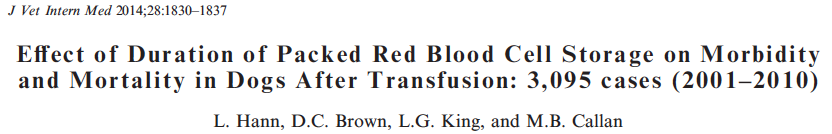 J Vet Intern Med 2014;28:1830–1837
Effect of Duration of Packed Red Blood Cell Storage on Morbidity
and Mortality in Dogs After Transfusion: 3,095 cases (2001–2010)
L. Hann, D.C. Brown, L.G. King, and M.B. Callan